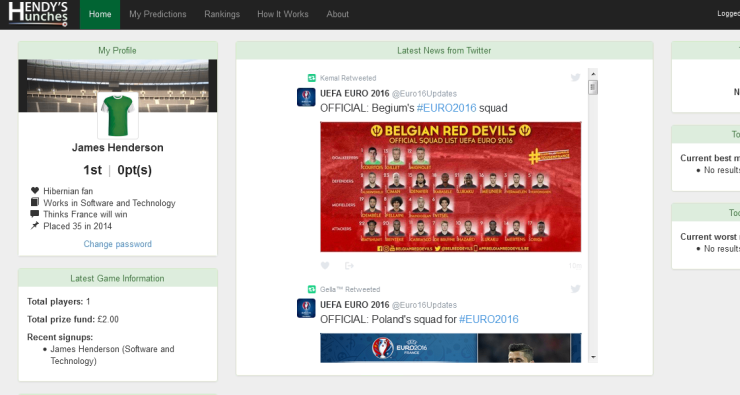 HENDY'S
Hunches
Home
My Predictions
Rankings
How It Works
About
Logged
My Profile
James Henderson
1st | 0pt(s)
Hibernian fan
Works in Software and Technology
Thinks France will win
Placed 35 in 2014
Change password
Latest Game Information
Total players: 1
Total prize fund: £2.00
Recent signups:
James Henderson (Software and
Technology)
Latest News from Twitter
Kemal Retweeted
UEFA EURO 2016 @Euro16Updates
OFFICIAL: Begium's #EURO2016 squad
BELGIAN RED DEVILS
OFFICIAL SQUAD LIST UEFA EURO 2016
GOALKEEPERS
DEFENDERS
MIDFIELDERS
ATTACKERS
Gella™ Retweeted
UEFA EURO 2016 @Euro16Updates
OFFICIAL: Poland's squad for #EURO2016
EURO2016
FRANCE
N
To
Current best m
No results
Too
Current worst
No results